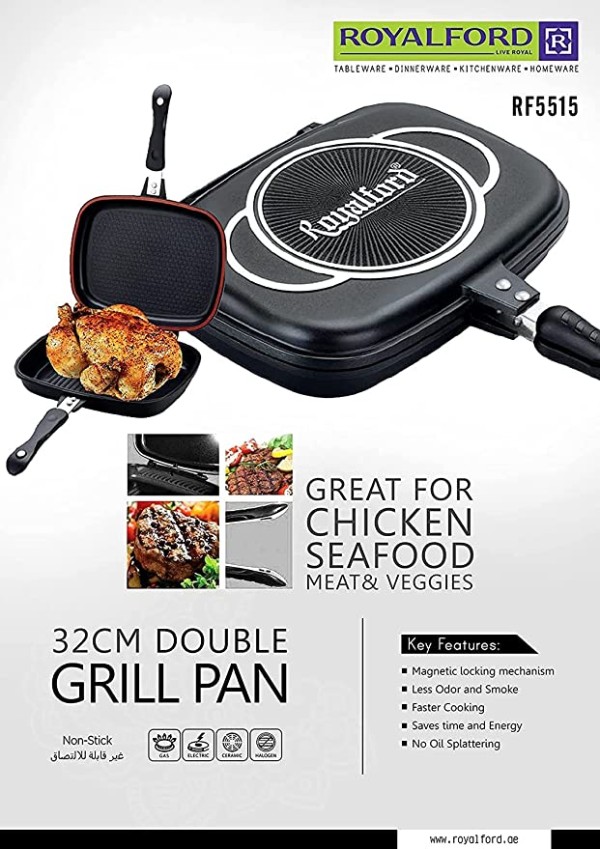 ROYALFORD
LIVE ROYAL
R
TABLEWARE • DINNERWARE • KITCHENWARE • HOMEWARE
RF5515
Royalford®
GREAT FOR
CHICKEN
SEAFOOD
MEAT& VEGGIES
32CM DOUBLE
GRILL PAN
Non-Stick
غير قابلة للالتصاق
GAS
ELECTRIC
CERAMIC
HALOGEN
Key Features:
■ Magnetic locking mechanism
■ Less Odor and Smoke
■ Faster Cooking
■ Saves time and Energy
■ No Oil Splattering
www.royalford.ae